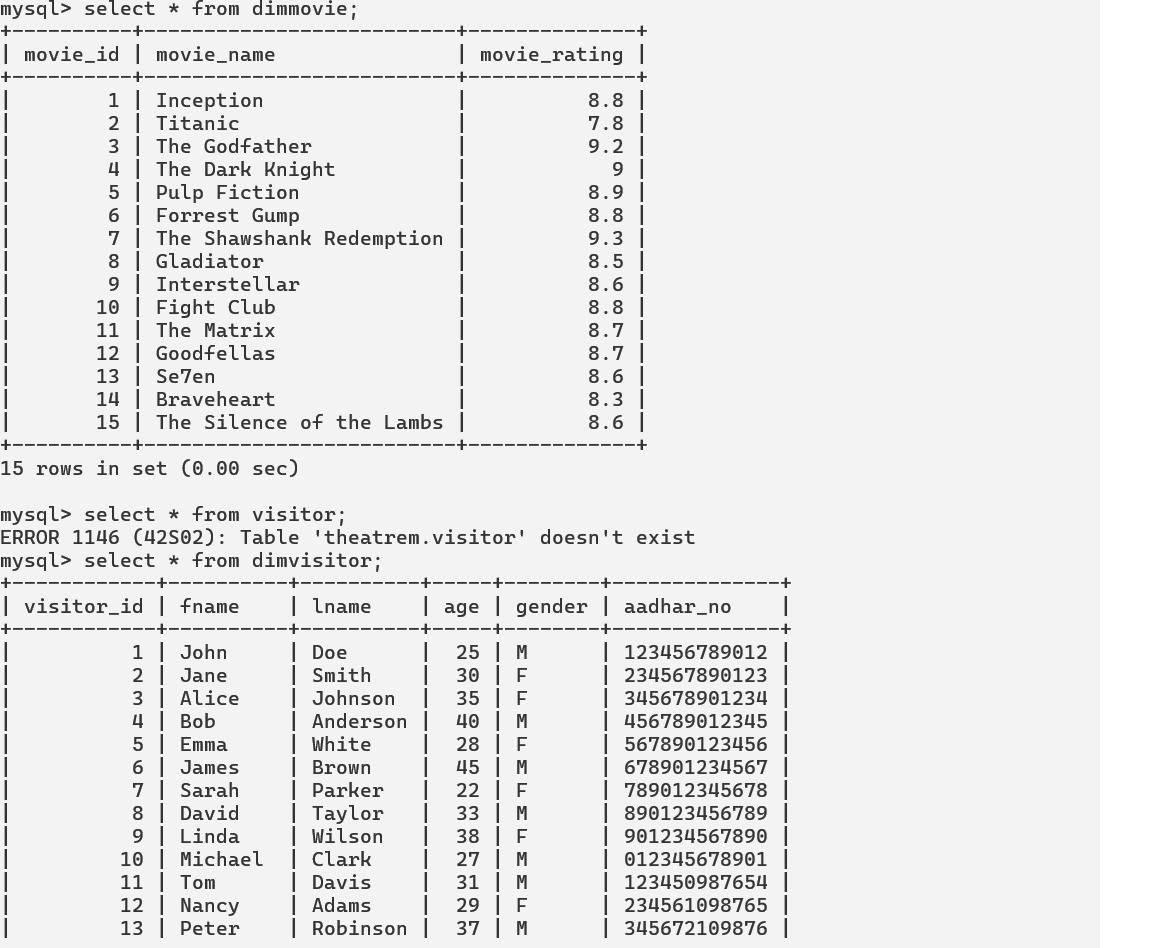 mysql> select * from dimmovie;
+----------+--------------------------+--------------+
| movie_id | movie_name               | movie_rating |
+----------+--------------------------+--------------+
|        1 | Inception                |          8.8 |
|        2 | Titanic                  |          7.8 |
|        3 | The Godfather            |          9.2 |
|        4 | The Dark Knight          |            9 |
|        5 | Pulp Fiction             |          8.9 |
|        6 | Forrest Gump             |          8.8 |
|        7 | The Shawshank Redemption |          9.3 |
|        8 | Gladiator                |          8.5 |
|        9 | Interstellar             |          8.6 |
|       10 | Fight Club               |          8.8 |
|       11 | The Matrix               |          8.7 |
|       12 | Goodfellas               |          8.7 |
|       13 | Se7en                    |          8.6 |
|       14 | Braveheart               |          8.3 |
|       15 | The Silence of the Lambs |          8.6 |
+----------+--------------------------+--------------+
15 rows in set (0.00 sec)

mysql> select * from visitor;
ERROR 1146 (42S02): Table 'theatrem.visitor' doesn't exist
mysql> select * from dimvisitor;
+------------+----------+----------+-----+--------+--------------+
| visitor_id | fname    | lname    | age | gender | aadhar_no    |
+------------+----------+----------+-----+--------+--------------+
|          1 | John     | Doe      |  25 | M      | 123456789012 |
|          2 | Jane     | Smith    |  30 | F      | 234567890123 |
|          3 | Alice    | Johnson  |  35 | F      | 345678901234 |
|          4 | Bob      | Anderson |  40 | M      | 456789012345 |
|          5 | Emma     | White    |  28 | F      | 567890123456 |
|          6 | James    | Brown    |  45 | M      | 678901234567 |
|          7 | Sarah    | Parker   |  22 | F      | 789012345678 |
|          8 | David    | Taylor   |  33 | M      | 890123456789 |
|          9 | Linda    | Wilson   |  38 | F      | 901234567890 |
|         10 | Michael  | Clark    |  27 | M      | 012345678901 |
|         11 | Tom      | Davis    |  31 | M      | 123450987654 |
|         12 | Nancy    | Adams    |  29 | F      | 234561098765 |
|         13 | Peter    | Robinson |  37 | M      | 345672109876 |